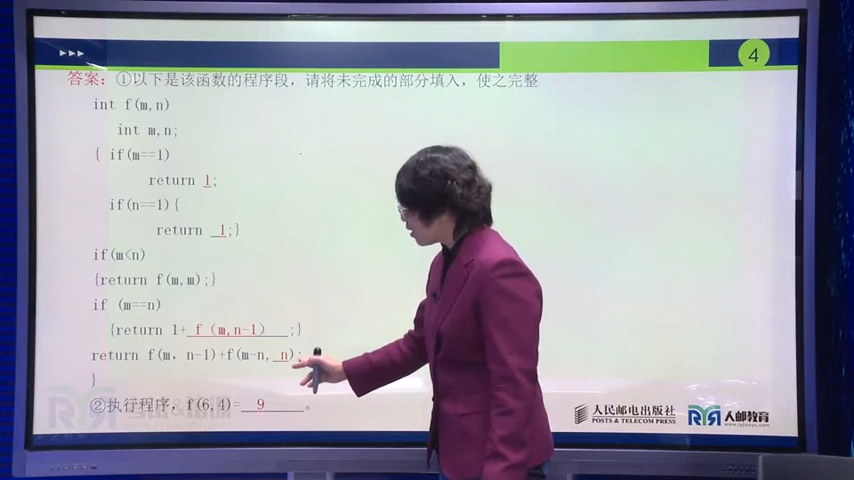 ▸▸▸
4
答案：①以下是该函数的程序段，请将未完成的部分填入，使之完整
int f(m,n)
int m,n;
{ if(m==1)
return 1;
if(n==1){
return 1;}
if(m<n)
{return f(m,m);}
if (m==n)
{return 1+ f（m,n-1） ;}
return f(m, n-1)+f(m-n, n);
}
②执行程序，f(6,4)= 9 。
人民邮电出版社
POSTS & TELECOM PRESS
人邮教育
www.ryjiaoyu.com